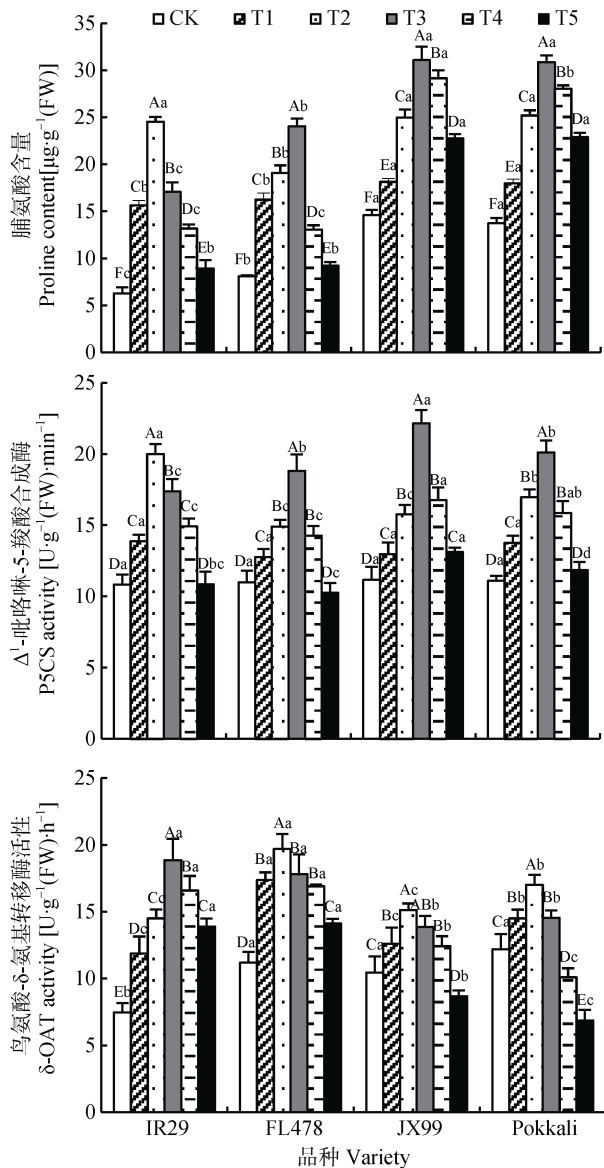 CK T1 T2 T3 T4 T5
脯氨酸含量
Proline content[μg·g⁻¹(FW)]
35
30
25
20
15
10
5
0
Fc Cb Aa Bc Dc Eb
Fb Cb Bb Ab Dc Eb
Fa Ea Ca Aa Ba Da
Fa Ea Ca Aa Bb Da
Δ¹-吡咯啉-5-羧酸合成酶
P5CS activity [U·g⁻¹(FW)·min⁻¹]
25
20
15
10
5
0
Da Ca Aa Bc Cc Dbc
Da Ca Bc Ab Bc Dc
Da Ca Bc Aa Ba Ca
Da Ca Bb Ab Bab Dd
鸟氨酸-δ-氨基转移酶活性
δ-OAT activity [U·g⁻¹(FW)·h⁻¹]
25
20
15
10
5
0
Eb Dc Cc Aa Ba Ca
Da Ba Aa Ba Ba Ca
Ca Bc Ac ABb Bb Db
Ca Bb Ab Bb Dc Ec
IR29 FL478 JX99 Pokkali
品种 Variety